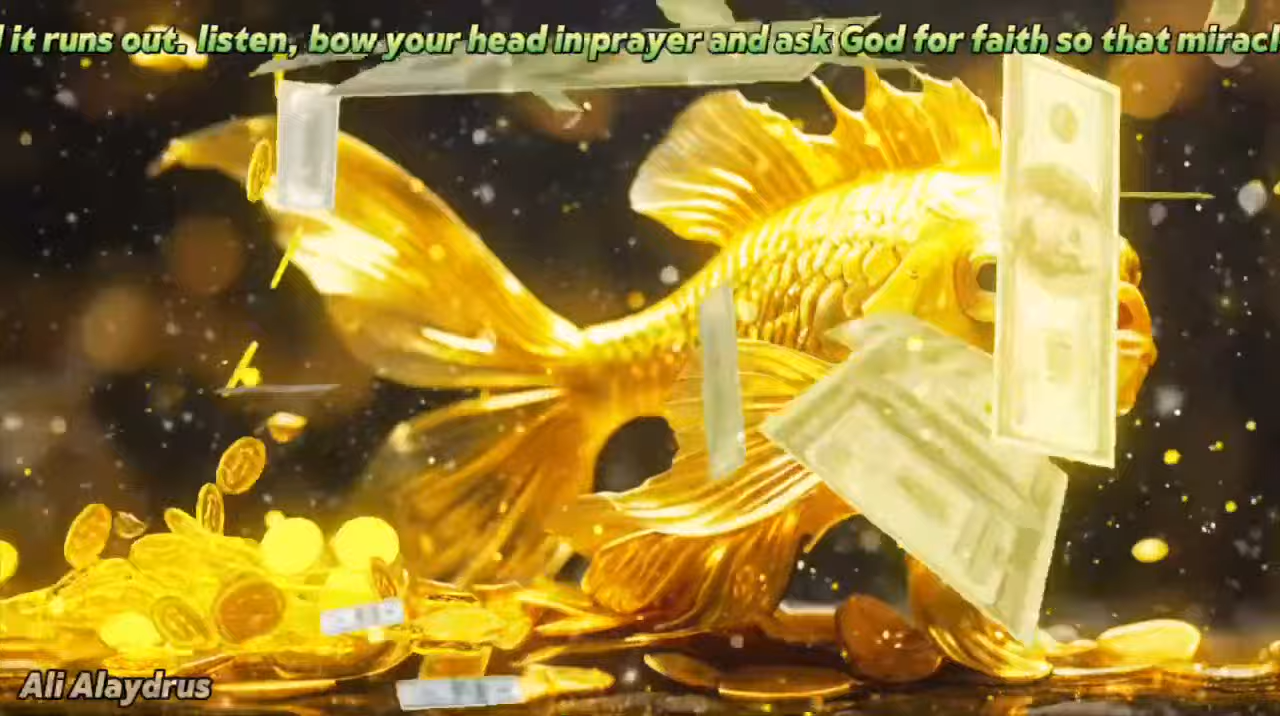 it runs out. listen, bow your head in prayer and ask God for faith so that
Ali Alaydrus